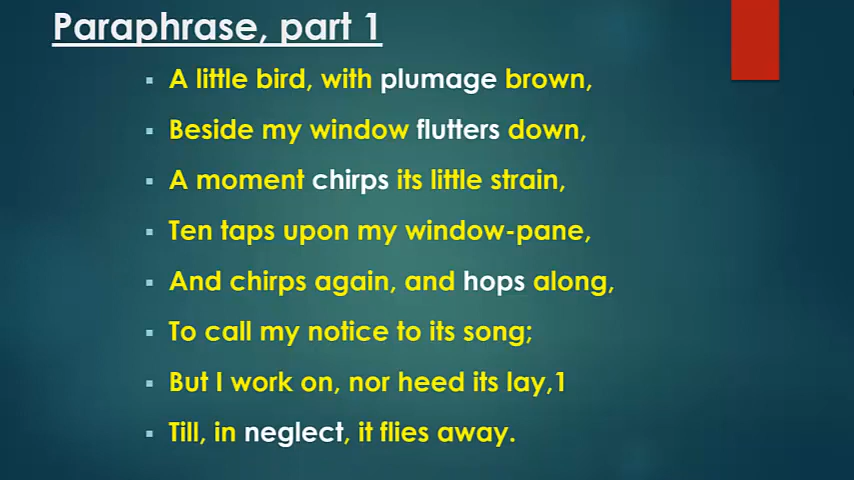 Paraphrase, part 1
A little bird, with plumage brown,
Beside my window flutters down,
A moment chirps its little strain,
Ten taps upon my window-pane,
And chirps again, and hops along,
To call my notice to its song;
But I work on, nor heed its lay,1
Till, in neglect, it flies away.